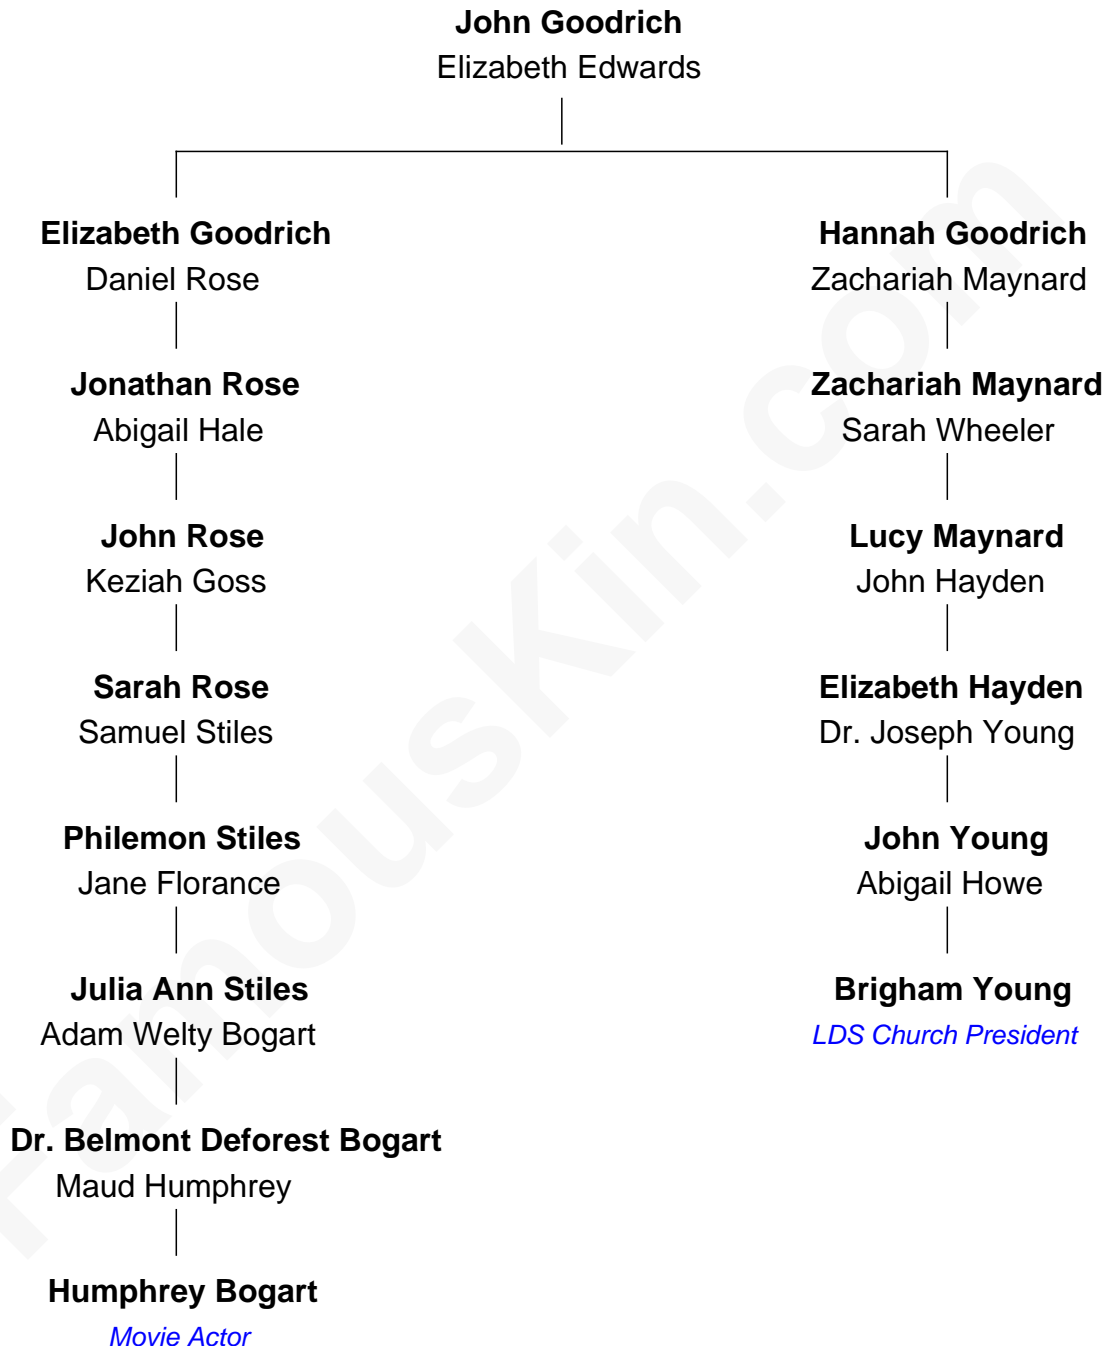 John Goodrich
Elizabeth Edwards
Elizabeth Goodrich
Daniel Rose
Jonathan Rose
Abigail Hale
John Rose
Keziah Goss
Sarah Rose
Samuel Stiles
Philemon Stiles
Jane Florance
Julia Ann Stiles
Adam Welty Bogart
Dr. Belmont Deforest Bogart
Maud Humphrey
Humphrey Bogart
Movie Actor
Hannah Goodrich
Zachariah Maynard
Zachariah Maynard
Sarah Wheeler
Lucy Maynard
John Hayden
Elizabeth Hayden
Dr. Joseph Young
John Young
Abigail Howe
Brigham Young
LDS Church President
FamousKin.com